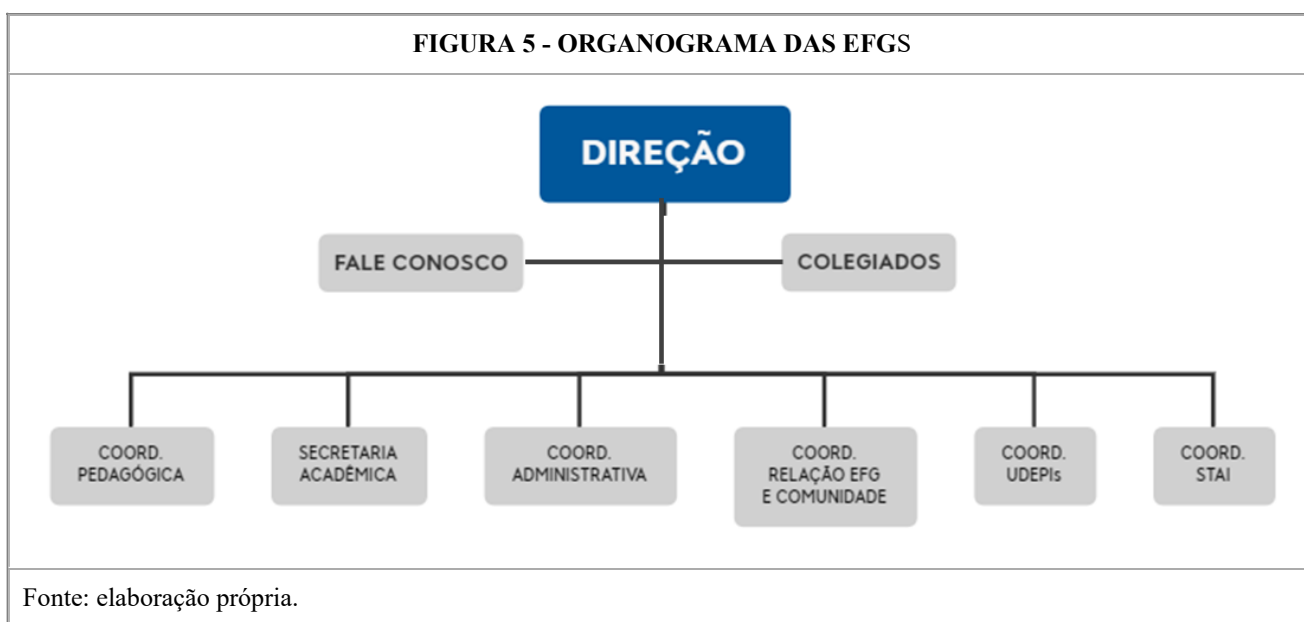 FIGURA 5 - ORGANOGRAMA DAS EFGS
DIREÇÃO
FALE CONOSCO
COLEGIADOS
COORD.
PEDAGÓGICA
SECRETARIA
ACADÊMICA
COORD.
ADMINISTRATIVA
COORD.
RELAÇÃO EFG
E COMUNIDADE
COORD.
UDEPIs
COORD.
STAI
Fonte: elaboração própria.